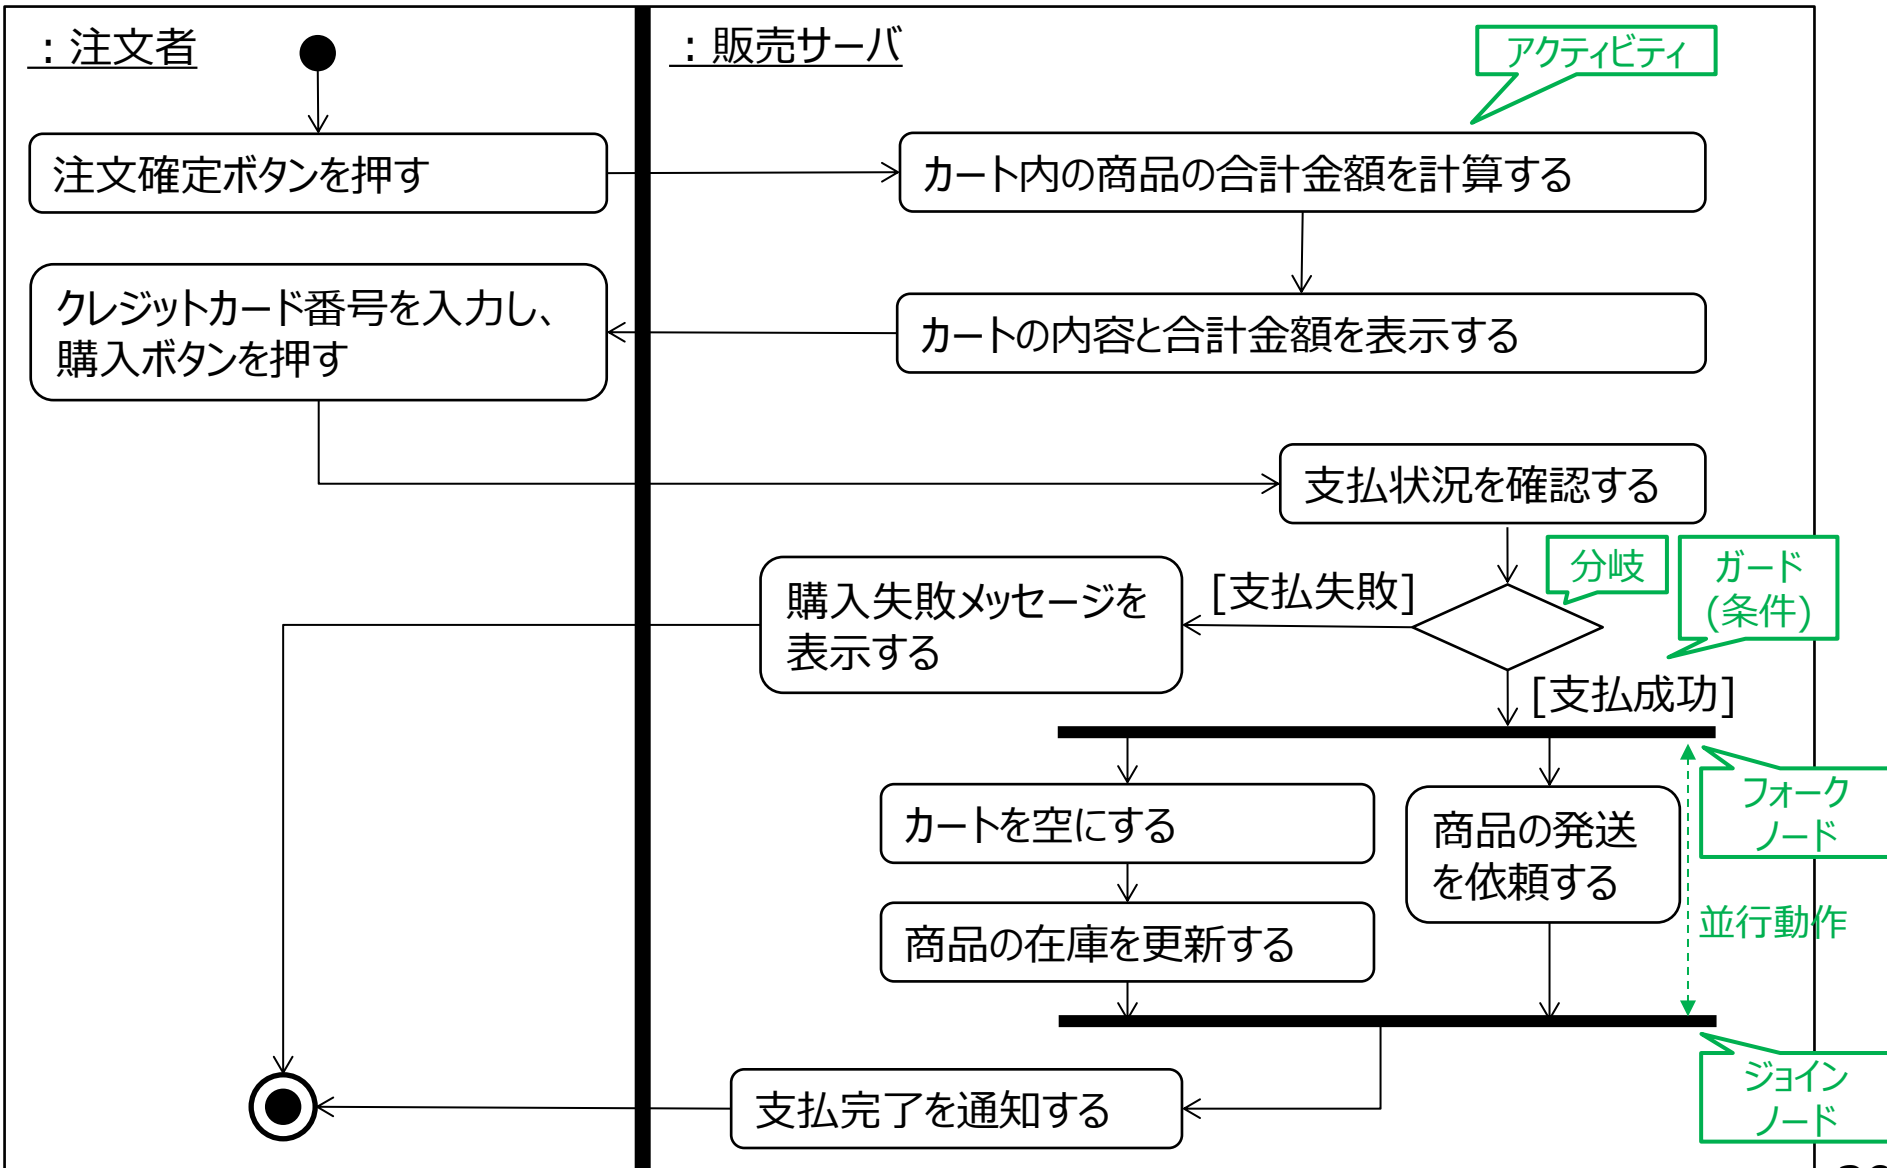 ：注文者
：販売サーバ
アクティビティ
注文確定ボタンを押す
カート内の商品の合計金額を計算する
クレジットカード番号を入力し、
購入ボタンを押す
カートの内容と合計金額を表示する
支払状況を確認する
分岐
ガード
(条件)
[支払失敗]
購入失敗メッセージを
表示する
[支払成功]
フォーク
ノード
カートを空にする
商品の発送
を依頼する
並行動作
商品の在庫を更新する
ジョイン
ノード
支払完了を通知する